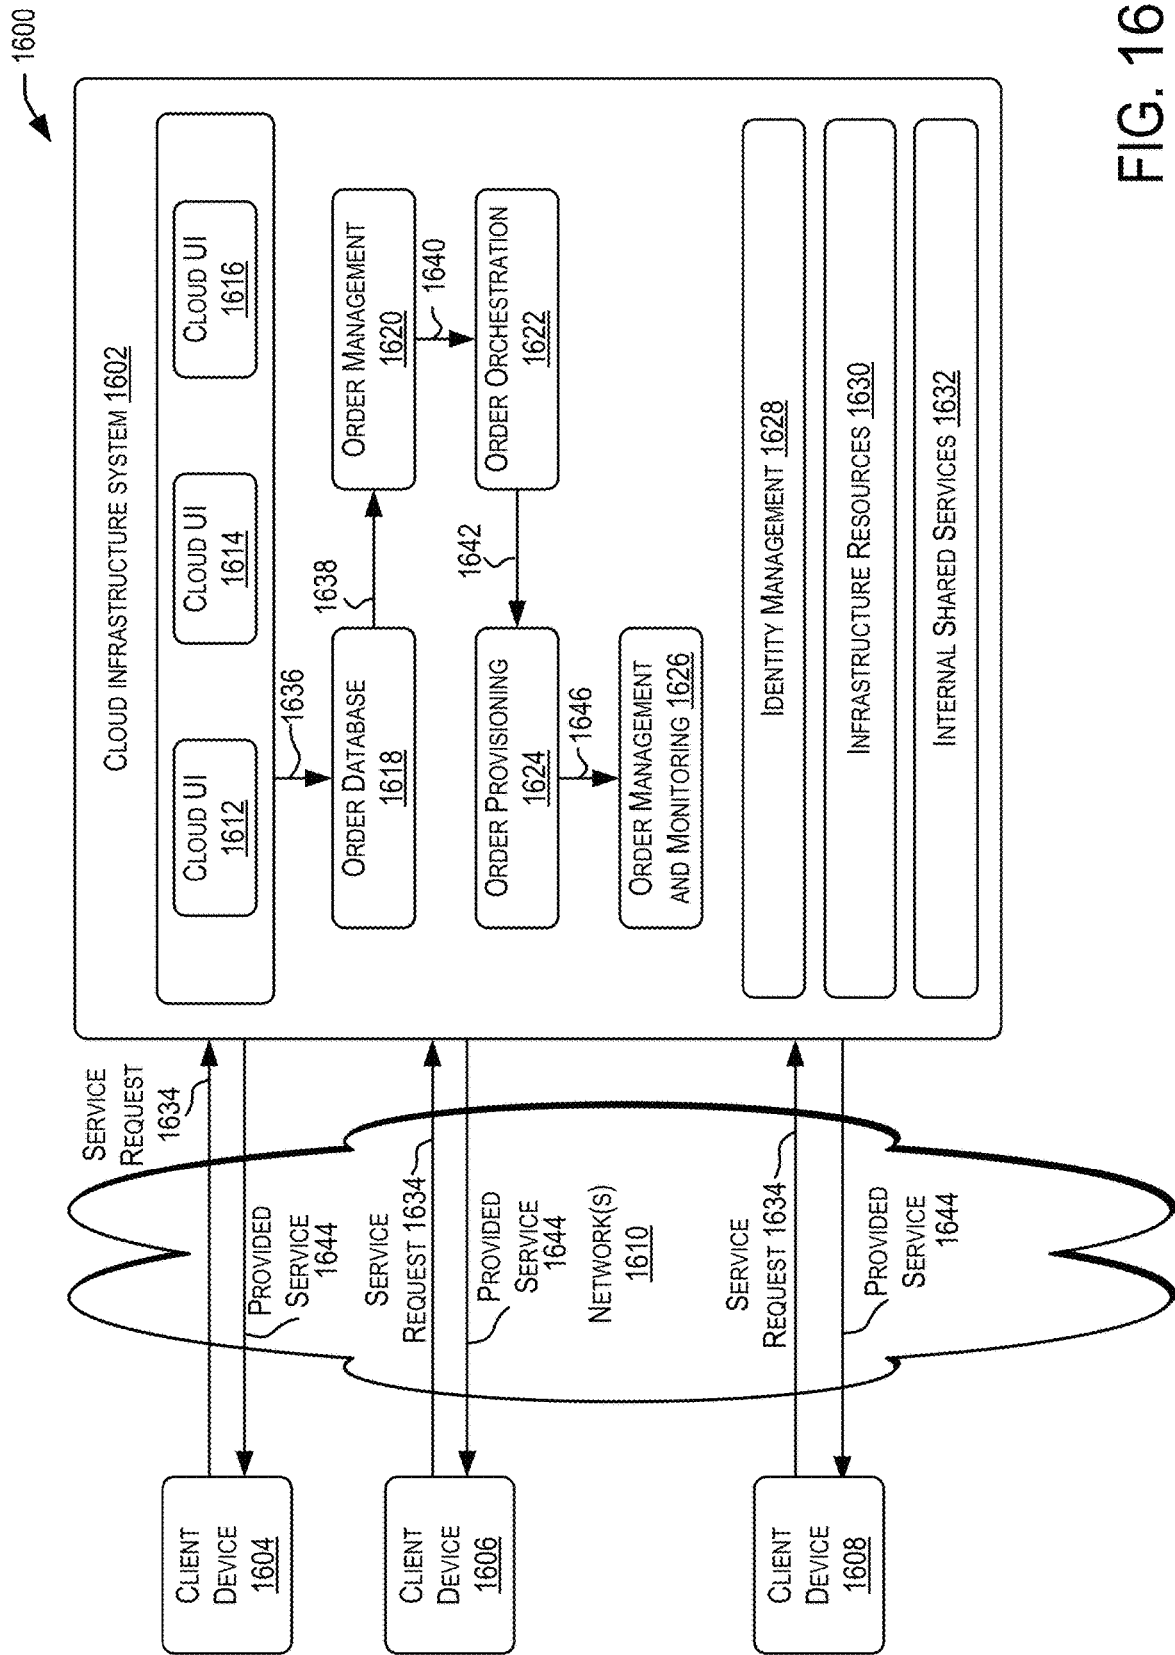 1600
CLOUD INFRASTRUCTURE SYSTEM 1602
CLOUD UI
1612
CLOUD UI
1614
CLOUD UI
1616
1636
ORDER DATABASE
1618
1638
ORDER MANAGEMENT
1620
1640
ORDER ORCHESTRATION
1622
1642
ORDER PROVISIONING
1624
1646
ORDER MANAGEMENT
AND MONITORING 1626
IDENTITY MANAGEMENT 1628
INFRASTRUCTURE RESOURCES 1630
INTERNAL SHARED SERVICES 1632
CLIENT
DEVICE
1604
SERVICE
REQUEST
1634
PROVIDED
SERVICE
1644
CLIENT
DEVICE
1606
SERVICE
REQUEST 1634
PROVIDED
SERVICE
1644
NETWORK(S)
1610
CLIENT
DEVICE
1608
SERVICE
REQUEST 1634
PROVIDED
SERVICE
1644
FIG. 16